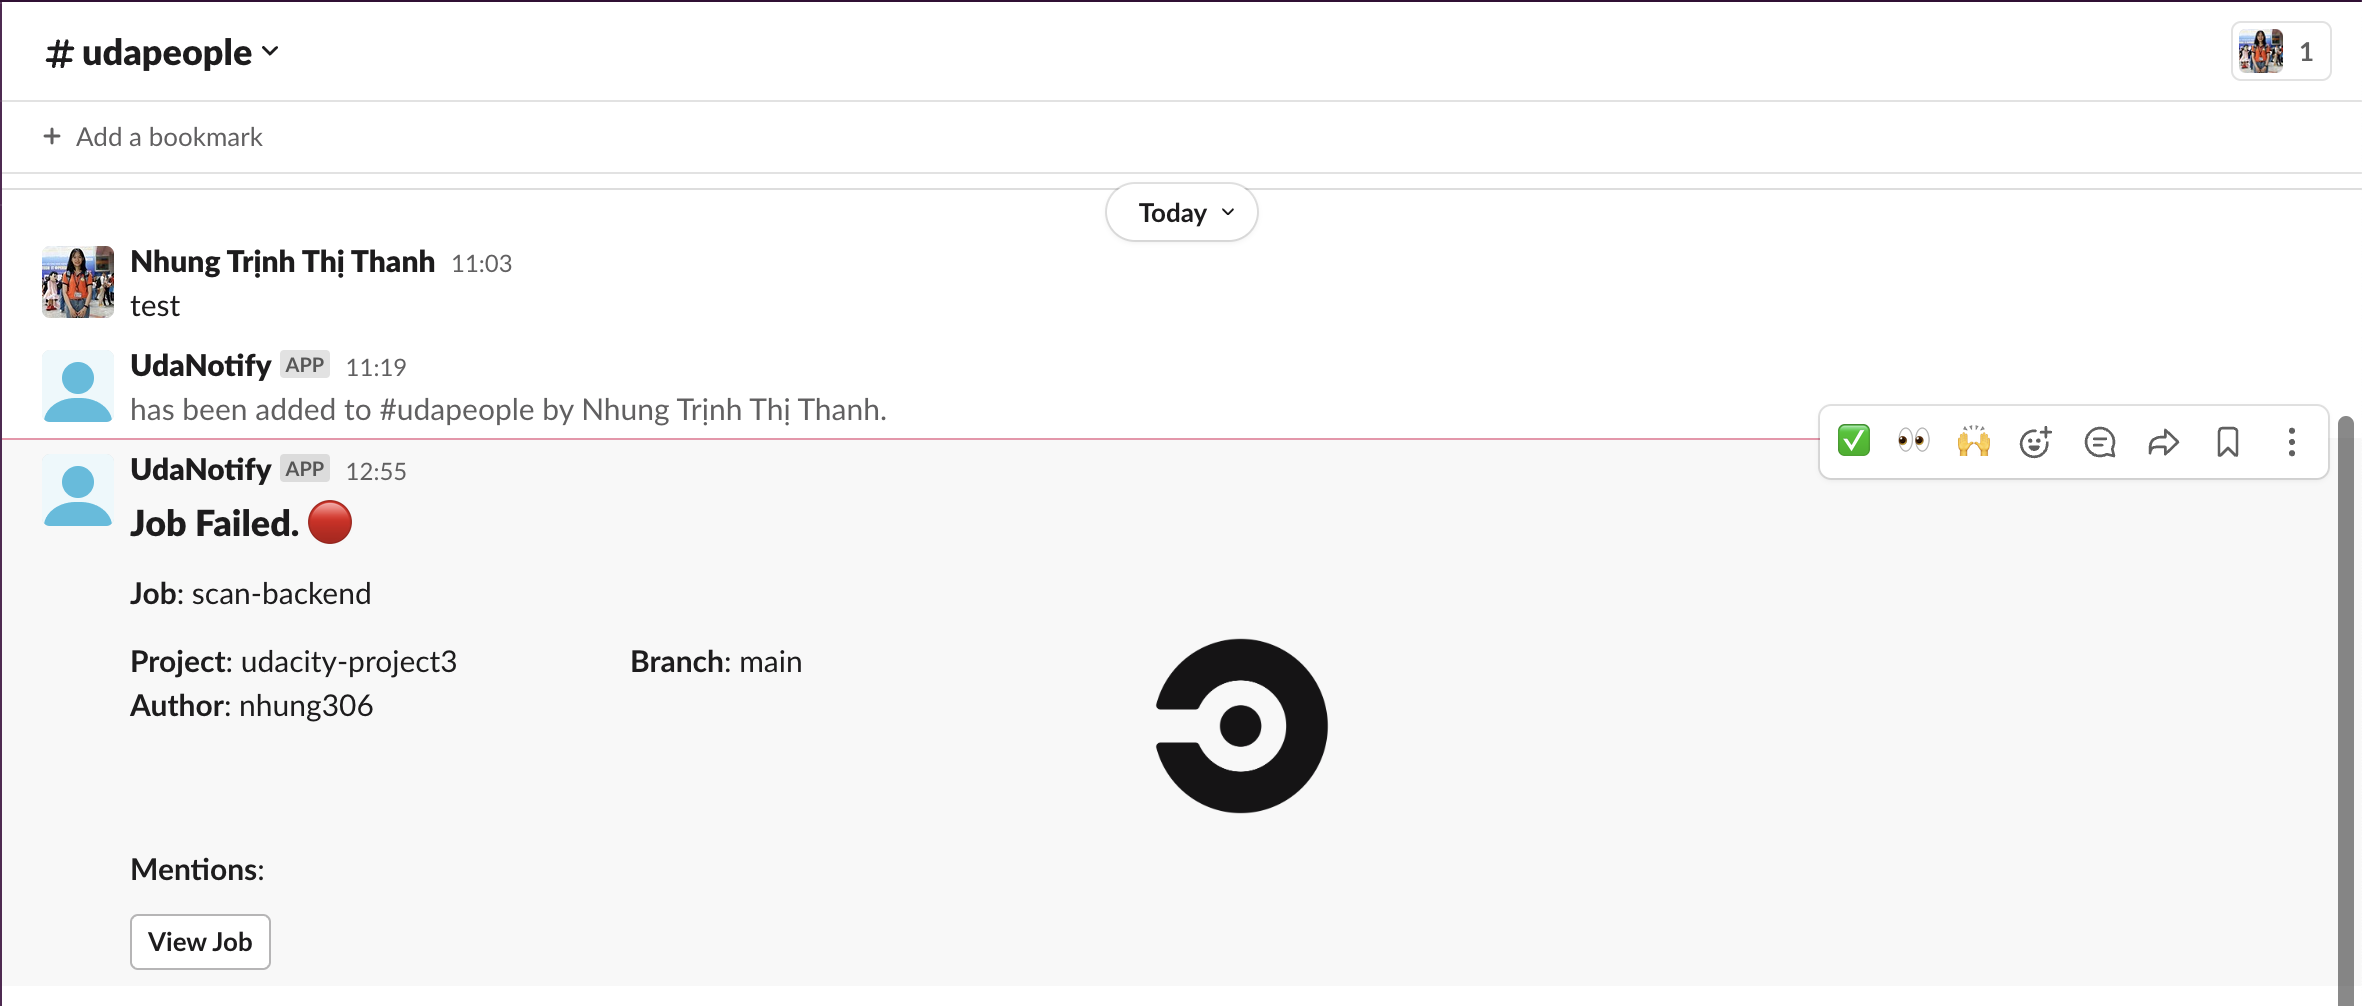 # udapeople
1
+ Add a bookmark
Today
Nhung Trịnh Thị Thanh 11:03
test
UdaNotify APP 11:19
has been added to #udapeople by Nhung Trịnh Thị Thanh.
UdaNotify APP 12:55
Job Failed.
Job: scan-backend
Project: udacity-project3 Branch: main
Author: nhung306
Mentions:
View Job